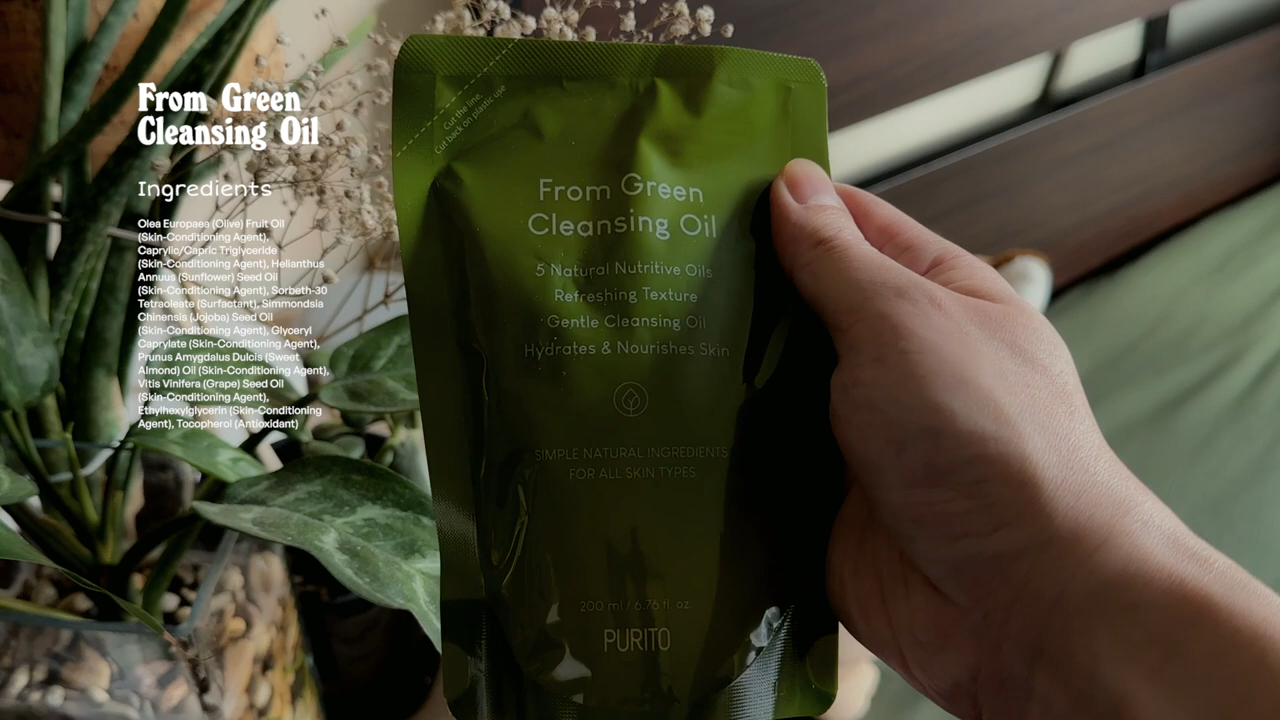 From Green
Cleansing Oil
Ingredients
Olea Europaea (Olive) Fruit Oil
(Skin-Conditioning Agent),
Caprylic/Capric Triglyceride
(Skin-Conditioning Agent), Helianthus
Annuus (Sunflower) Seed Oil
(Skin-Conditioning Agent), Sorbeth-30
Tetraoleate (Surfactant), Simmondsia
Chinensis (Jojoba) Seed Oil
(Skin-Conditioning Agent), Glyceryl
Caprylate (Skin-Conditioning Agent),
Prunus Amygdalus Dulcis (Sweet
Almond) Oil (Skin-Conditioning Agent),
Vitis Vinifera (Grape) Seed Oil
(Skin-Conditioning Agent),
Ethylhexylglycerin (Skin-Conditioning
Agent), Tocopherol (Antioxidant)
Cut the line,
Cut back on plastic use
From Green
Cleansing Oil
5 Natural Nutritive Oils
Refreshing Texture
Gentle Cleansing Oil
Hydrates & Nourishes Skin
SIMPLE NATURAL INGREDIENTS
FOR ALL SKIN TYPES
200 ml / 6.76 fl. oz.
PURITO